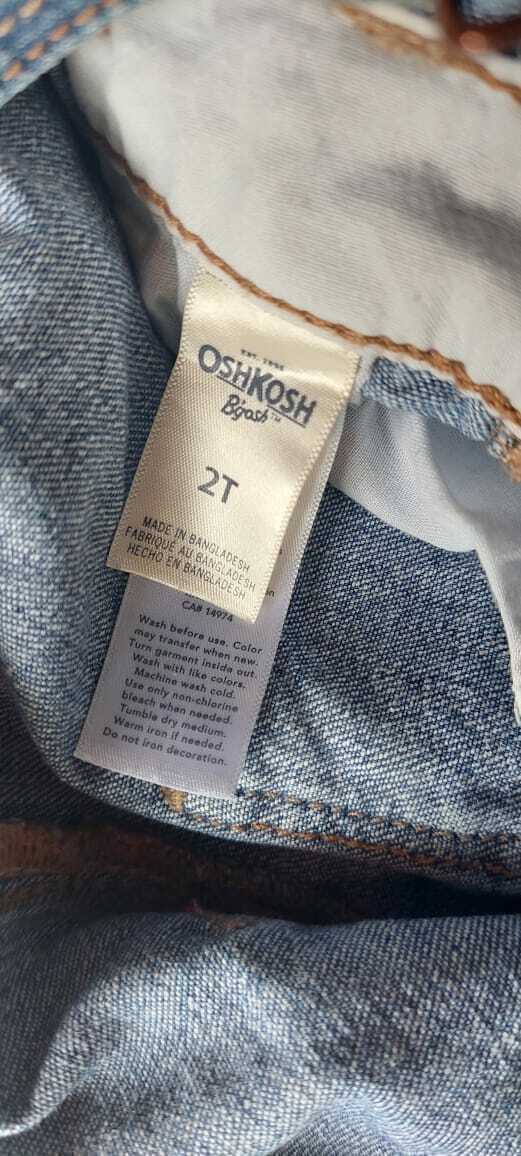 EST. 1895
OSHKOSH
B'gosh™
2T
MADE IN BANGLADESH
FABRIQUÉ AU BANGLADESH
HECHO EN BANGLADESH
CA# 14974
Wash before use. Color
may transfer when new.
Turn garment inside out.
Wash with like colors.
Machine wash cold.
Use only non-chlorine
bleach when needed.
Tumble dry medium.
Warm iron if needed.
Do not iron decoration.